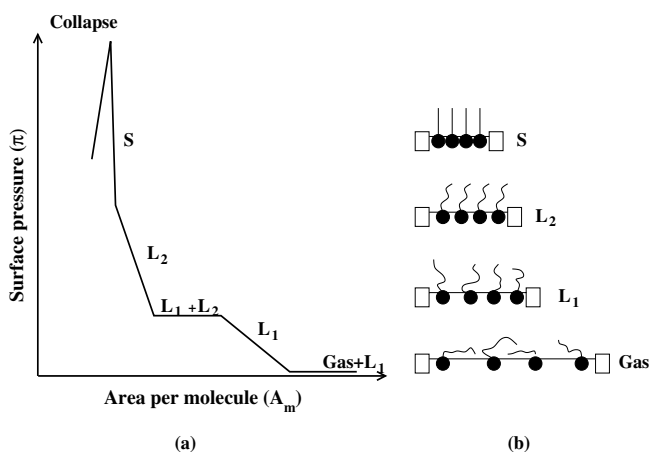 Collapse
Surface pressure (π)
S
L₂
L₁ +L₂
L₁
Gas+L₁
Area per molecule (Aₘ)
(a)
S
L₂
L₁
Gas
(b)